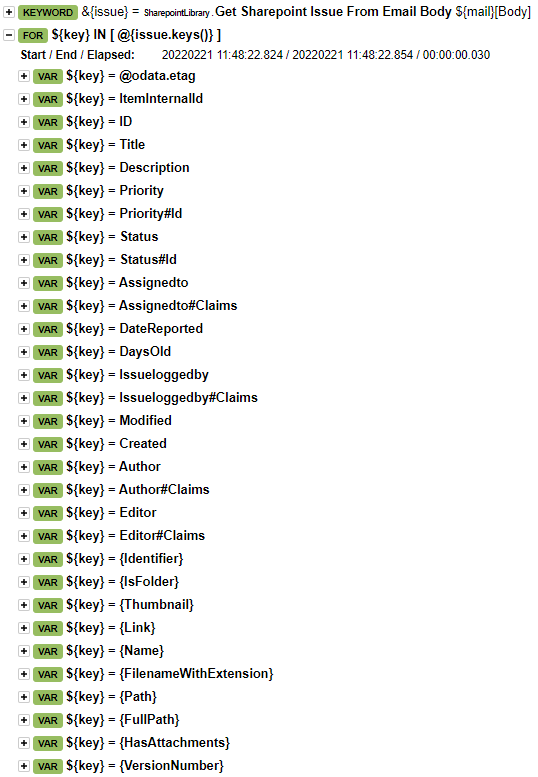 KEYWORD &{issue} = SharepointLibrary.Get Sharepoint Issue From Email Body ${mail}[Body]
FOR ${key} IN [ @{issue.keys()} ]
Start / End / Elapsed: 20220221 11:48:22.824 / 20220221 11:48:22.854 / 00:00:00.030
VAR ${key} = @odata.etag
VAR ${key} = ItemInternalId
VAR ${key} = ID
VAR ${key} = Title
VAR ${key} = Description
VAR ${key} = Priority
VAR ${key} = Priority#Id
VAR ${key} = Status
VAR ${key} = Status#Id
VAR ${key} = Assignedto
VAR ${key} = Assignedto#Claims
VAR ${key} = DateReported
VAR ${key} = DaysOld
VAR ${key} = Issueloggedby
VAR ${key} = Issueloggedby#Claims
VAR ${key} = Modified
VAR ${key} = Created
VAR ${key} = Author
VAR ${key} = Author#Claims
VAR ${key} = Editor
VAR ${key} = Editor#Claims
VAR ${key} = {Identifier}
VAR ${key} = {IsFolder}
VAR ${key} = {Thumbnail}
VAR ${key} = {Link}
VAR ${key} = {Name}
VAR ${key} = {FilenameWithExtension}
VAR ${key} = {Path}
VAR ${key} = {FullPath}
VAR ${key} = {HasAttachments}
VAR ${key} = {VersionNumber}